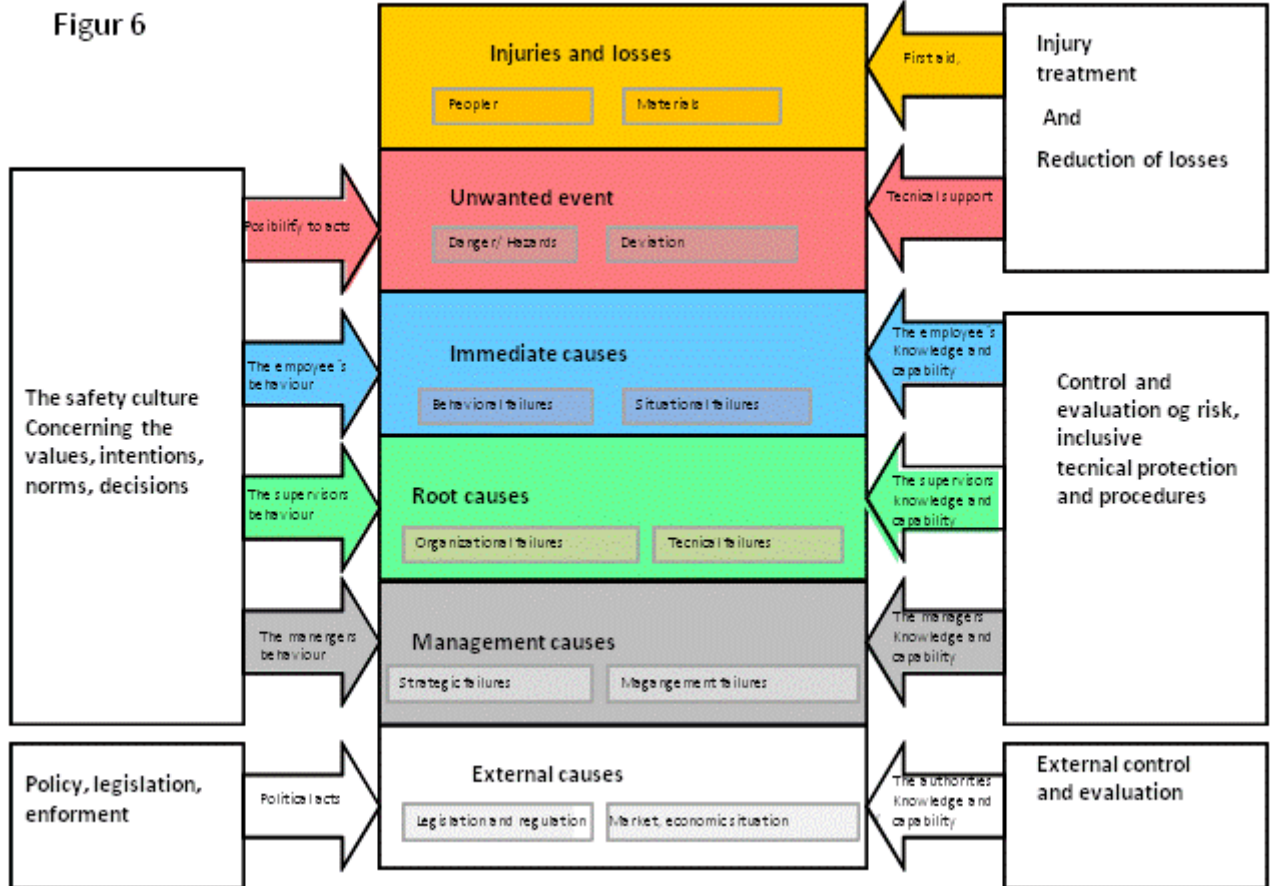 Figur 6
Injuries and losses
Peopler
Materials
First aid,
Injury
treatment
And
Reduction of losses
Unwanted event
Danger/ Hazards
Deviation
Posibilify to acts
Tecnical support
The safety culture
Concerning the
values, intentions,
norms, decisions
Immediate causes
Behavioral failures
Situational failures
The empoyee´s
behaviour
The employee´s
Knowledge and
capability
Control and
evaluation og risk,
inclusive
tecnical protection
and procedures
Root causes
Organizational failures
Tecnical failures
The supervisors
behaviour
The supervisors
knowledge and
capability
Management causes
Strategic failures
Magangement failures
The manergers
behaviour
The managers
Knowledge and
capability
Policy, legislation,
enforment
Political acts
External causes
Legislation and regulation
Market, economic situation
The authorities
Knowledge and
capability
External control
and evaluation